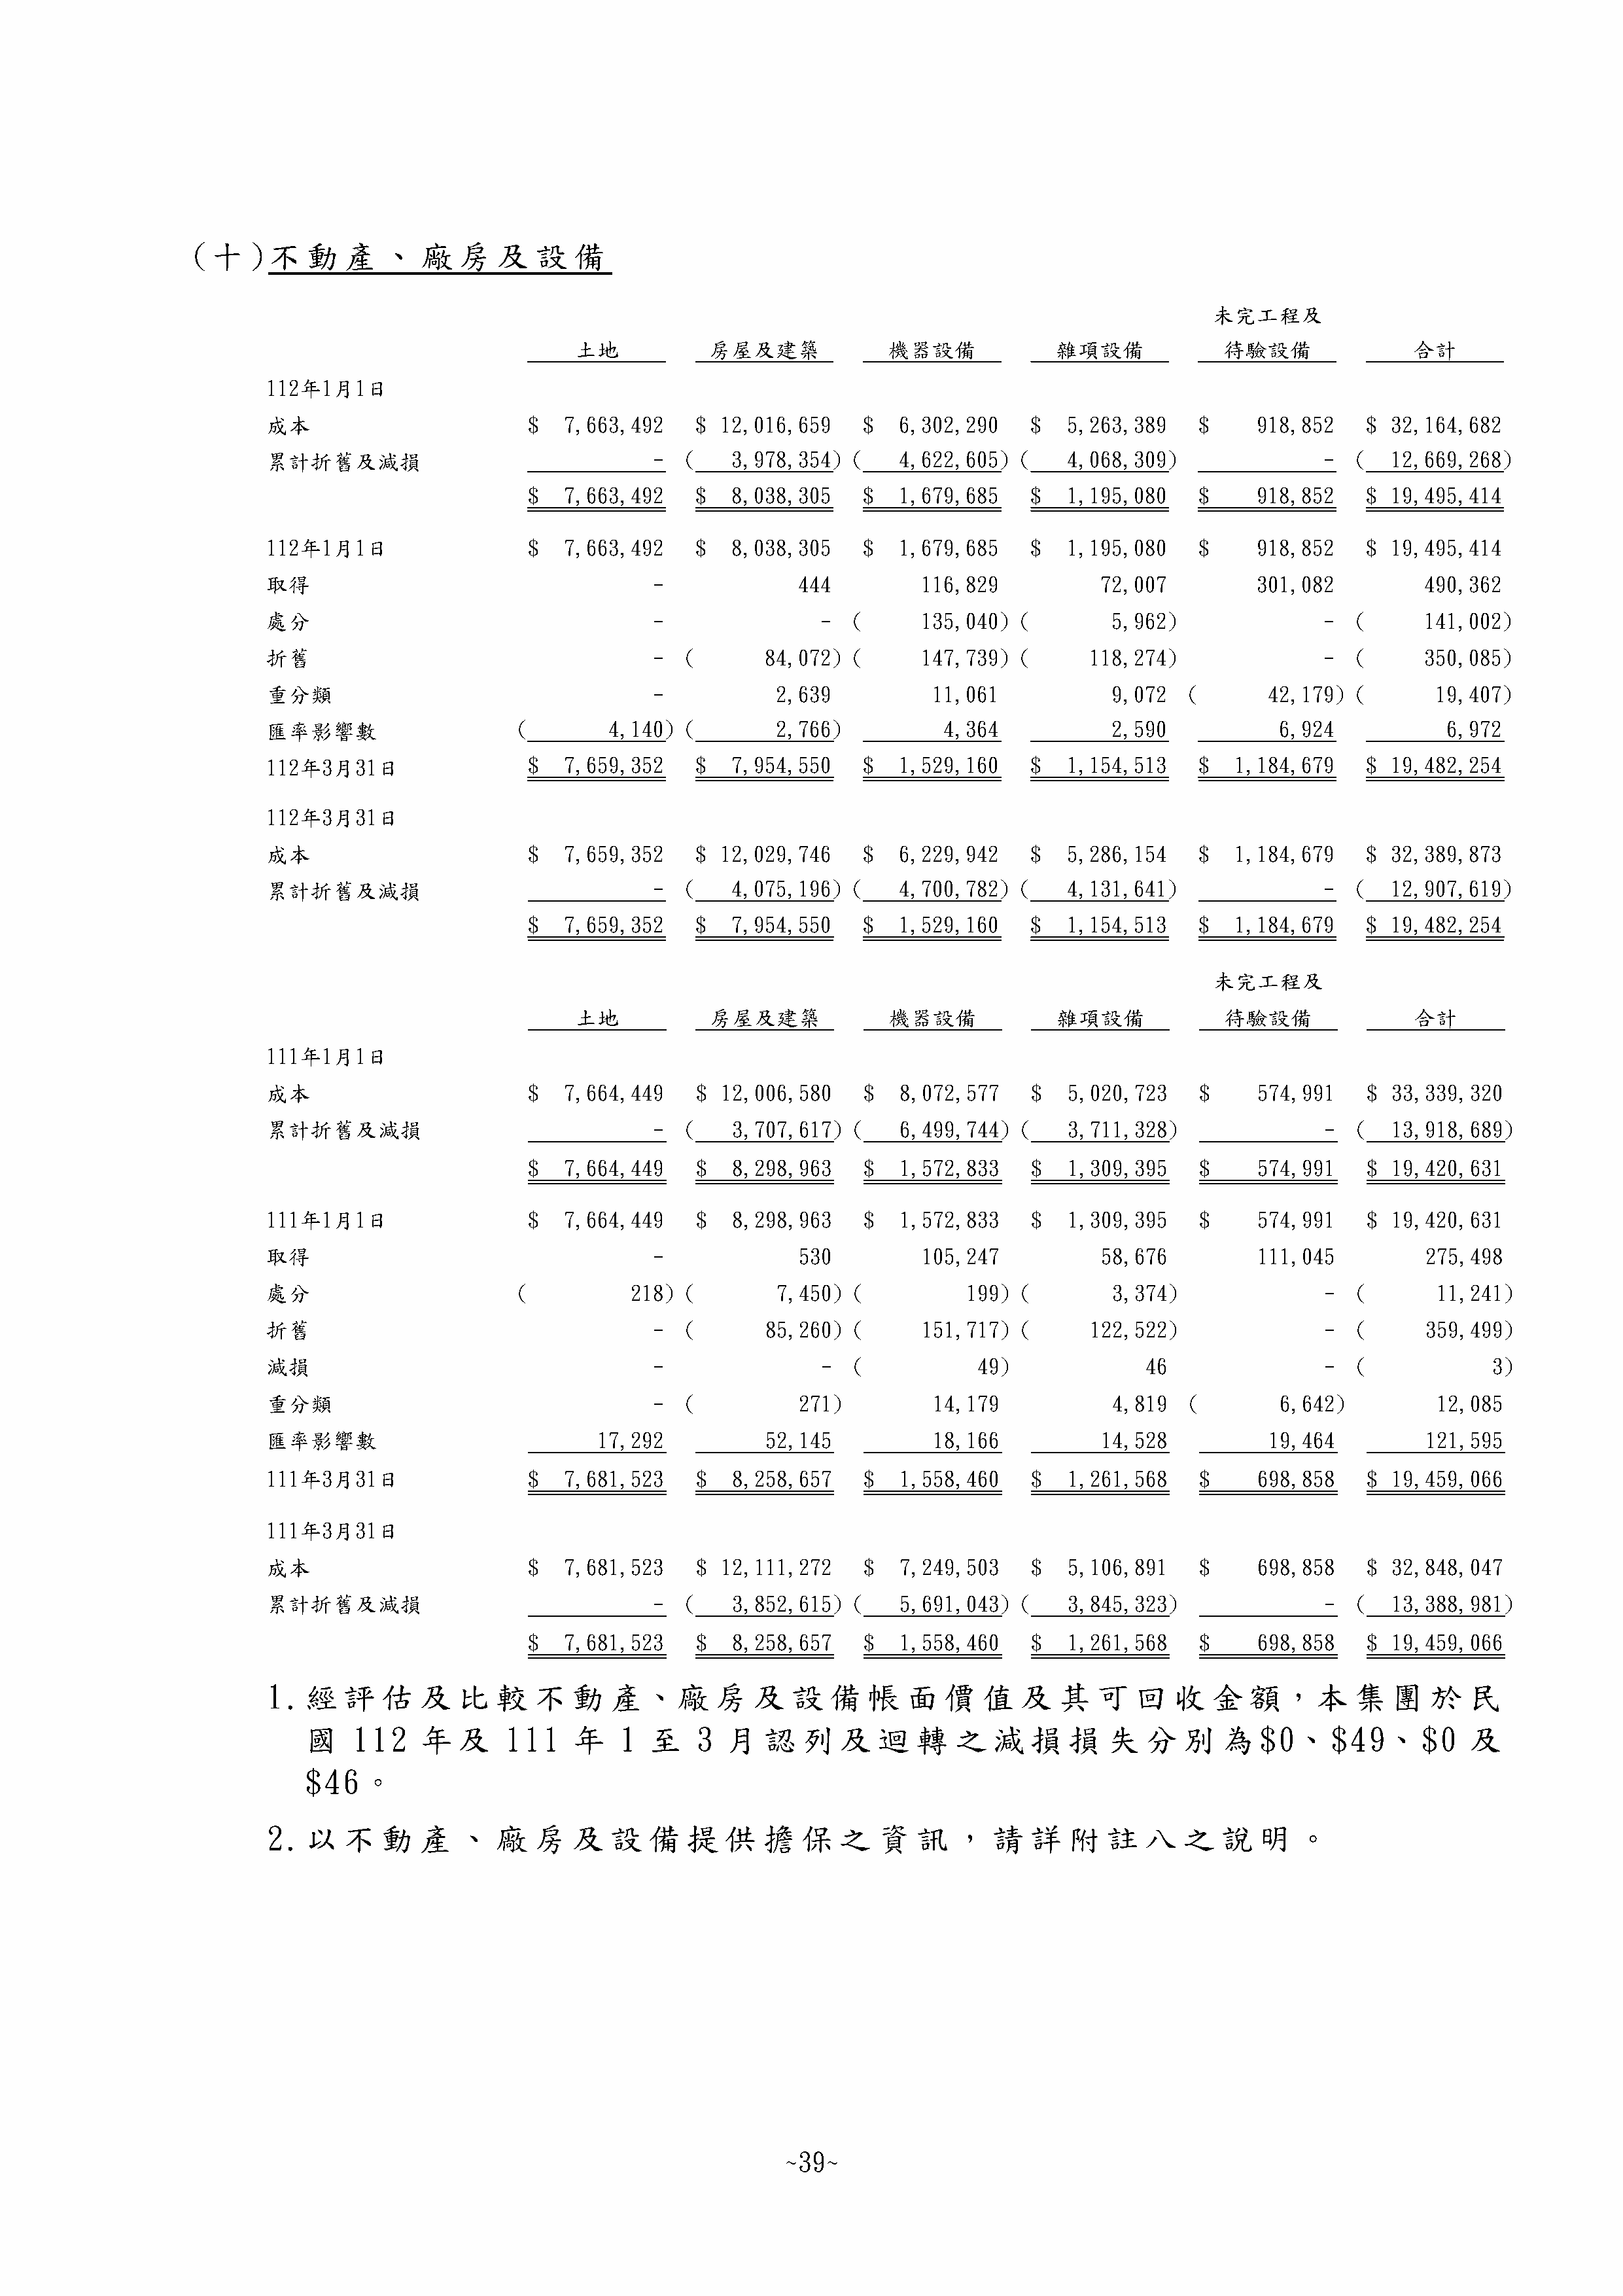 (十)不動產、廠房及設備
未完工程及
土地 房屋及建築 機器設備 雜項設備 待驗設備 合計
112年1月1日
成本 $ 7,663,492 $ 12,016,659 $ 6,302,290 $ 5,263,389 $ 918,852 $ 32,164,682
累計折舊及減損 - ( 3,978,354) ( 4,622,605) ( 4,068,309) - ( 12,669,268)
$ 7,663,492 $ 8,038,305 $ 1,679,685 $ 1,195,080 $ 918,852 $ 19,495,414
112年1月1日 $ 7,663,492 $ 8,038,305 $ 1,679,685 $ 1,195,080 $ 918,852 $ 19,495,414
取得 - 444 116,829 72,007 301,082 490,362
處分 - - ( 135,040) ( 5,962) - ( 141,002)
折舊 - ( 84,072) ( 147,739) ( 118,274) - ( 350,085)
重分類 - 2,639 11,061 9,072 ( 42,179) ( 19,407)
匯率影響數 ( 4,140) ( 2,766) 4,364 2,590 6,924 6,972
112年3月31日 $ 7,659,352 $ 7,954,550 $ 1,529,160 $ 1,154,513 $ 1,184,679 $ 19,482,254
112年3月31日
成本 $ 7,659,352 $ 12,029,746 $ 6,229,942 $ 5,286,154 $ 1,184,679 $ 32,389,873
累計折舊及減損 - ( 4,075,196) ( 4,700,782) ( 4,131,641) - ( 12,907,619)
$ 7,659,352 $ 7,954,550 $ 1,529,160 $ 1,154,513 $ 1,184,679 $ 19,482,254
未完工程及
土地 房屋及建築 機器設備 雜項設備 待驗設備 合計
111年1月1日
成本 $ 7,664,449 $ 12,006,580 $ 8,072,577 $ 5,020,723 $ 574,991 $ 33,339,320
累計折舊及減損 - ( 3,707,617) ( 6,499,744) ( 3,711,328) - ( 13,918,689)
$ 7,664,449 $ 8,298,963 $ 1,572,833 $ 1,309,395 $ 574,991 $ 19,420,631
111年1月1日 $ 7,664,449 $ 8,298,963 $ 1,572,833 $ 1,309,395 $ 574,991 $ 19,420,631
取得 - 530 105,247 58,676 111,045 275,498
處分 ( 218) ( 7,450) ( 199) ( 3,374) - ( 11,241)
折舊 - ( 85,260) ( 151,717) ( 122,522) - ( 359,499)
減損 - - ( 49) 46 - ( 3)
重分類 - ( 271) 14,179 4,819 ( 6,642) 12,085
匯率影響數 17,292 52,145 18,166 14,528 19,464 121,595
111年3月31日 $ 7,681,523 $ 8,258,657 $ 1,558,460 $ 1,261,568 $ 698,858 $ 19,459,066
111年3月31日
成本 $ 7,681,523 $ 12,111,272 $ 7,249,503 $ 5,106,891 $ 698,858 $ 32,848,047
累計折舊及減損 - ( 3,852,615) ( 5,691,043) ( 3,845,323) - ( 13,388,981)
$ 7,681,523 $ 8,258,657 $ 1,558,460 $ 1,261,568 $ 698,858 $ 19,459,066
1.經評估及比較不動產、廠房及設備帳面價值及其可回收金額,本集團於民
國 112 年及 111 年 1 至 3 月認列及迴轉之減損損失分別為$0、$49、$0 及
$46。
2.以不動產、廠房及設備提供擔保之資訊,請詳附註八之說明。
~39~